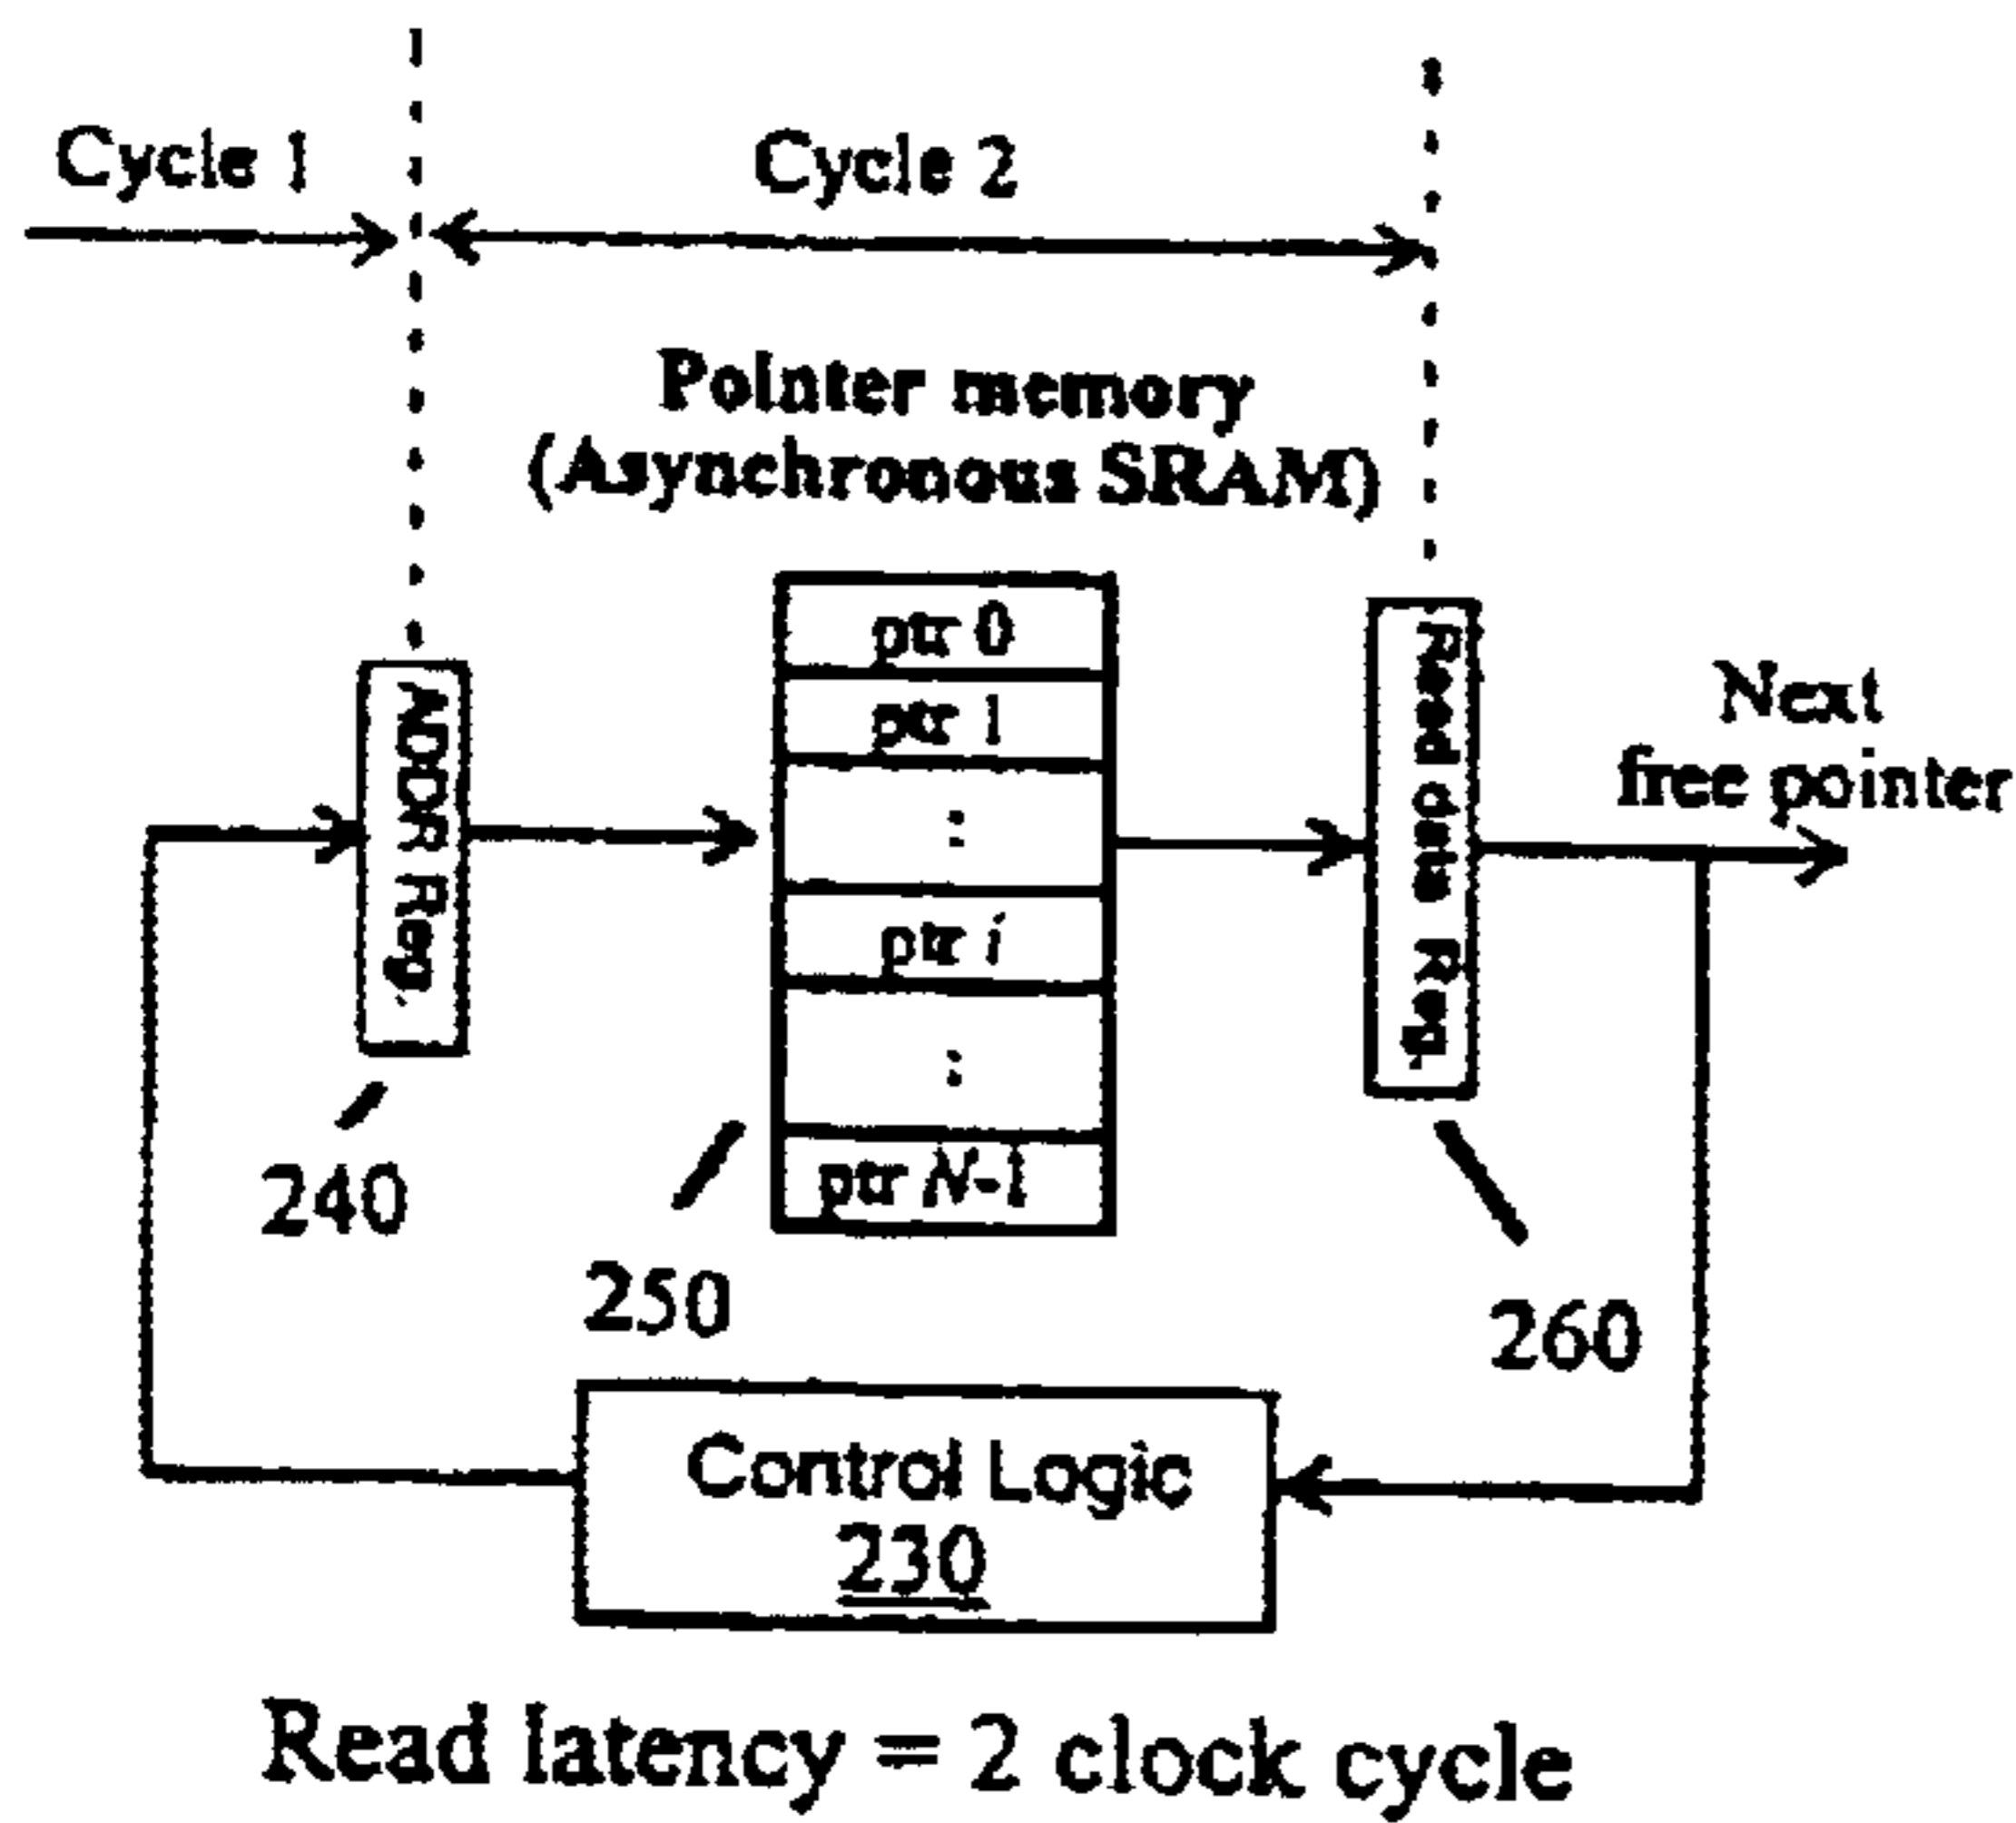 Cycle 1
Cycle 2
Pointer memory
(Asynchronous SRAM)
ptr 0
ptr 1
:
ptr i
:
ptr N-1
ADDR Reg.
Read data Reg.
Next
free pointer
240
250
260
Control Logic
230
Read latency = 2 clock cycle